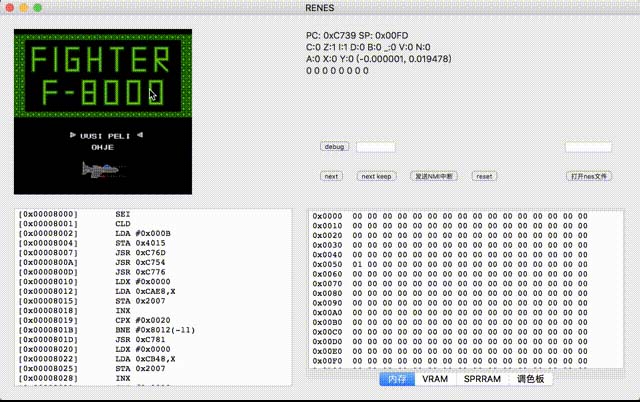 RENES
FIGHTER
F-8000
UUSI PELI
OHJE
PC: 0xC739 SP: 0x00FD
C:0 Z:1 I:1 D:0 B:0 _:0 V:0 N:0
A:0 X:0 Y:0 (-0.000001, 0.019478)
0 0 0 0 0 0 0 0
debug
next next keep 发送NMI中断 reset 打开nes文件
[0x00008000] SEI
[0x00008001] CLD
[0x00008002] LDA #0x000B
[0x00008004] STA 0x4015
[0x00008007] JSR 0xC76D
[0x0000800A] JSR 0xC754
[0x0000800D] JSR 0xC776
[0x00008010] LDX #0x0000
[0x00008012] LDA 0xCAE8,X
[0x00008015] STA 0x2007
[0x00008018] INX
[0x00008019] CPX #0x0020
[0x0000801B] BNE #0x8012(-11)
[0x0000801D] JSR 0xC781
[0x00008020] LDX #0x0000
[0x00008022] LDA 0xCB48,X
[0x00008025] STA 0x2007
[0x00008028] INX
0x0000 00 00 00 00 00 00 00 00 00 00 00 00 00 00 00 00
0x0010 00 00 00 00 00 00 00 00 00 00 00 00 00 00 00 00
0x0020 00 00 00 00 00 00 00 00 00 00 00 00 00 00 00 00
0x0030 00 00 00 00 00 00 00 00 00 00 00 00 00 00 00 00
0x0040 00 00 00 00 00 00 00 00 00 00 00 00 00 00 00 00
0x0050 01 00 00 00 00 00 00 00 00 00 00 00 00 00 00 00
0x0060 00 00 00 00 00 00 00 00 00 00 00 00 00 00 00 00
0x0070 00 00 00 00 00 00 00 00 00 00 00 00 00 00 00 00
0x0080 00 00 00 00 00 00 00 00 00 00 00 00 00 00 00 00
0x0090 00 00 00 00 00 00 00 00 00 00 00 00 00 00 00 00
0x00A0 00 00 00 00 00 00 00 00 00 00 00 00 00 00 00 00
0x00B0 00 00 00 00 00 00 00 00 00 00 00 00 00 00 00 00
0x00C0 00 00 00 00 00 00 00 00 00 00 00 00 00 00 00 00
0x00D0 00 00 00 00 00 00 00 00 00 00 00 00 00 00 00 00
0x00E0 00 00 00 00 00 00 00 00 00 00 00 00 00 00 00 00
0x00F0 00 00 00 00 00 00 00 00 00 00 00 00 00 00 00 00
内存 VRAM SPRRAM 调色板